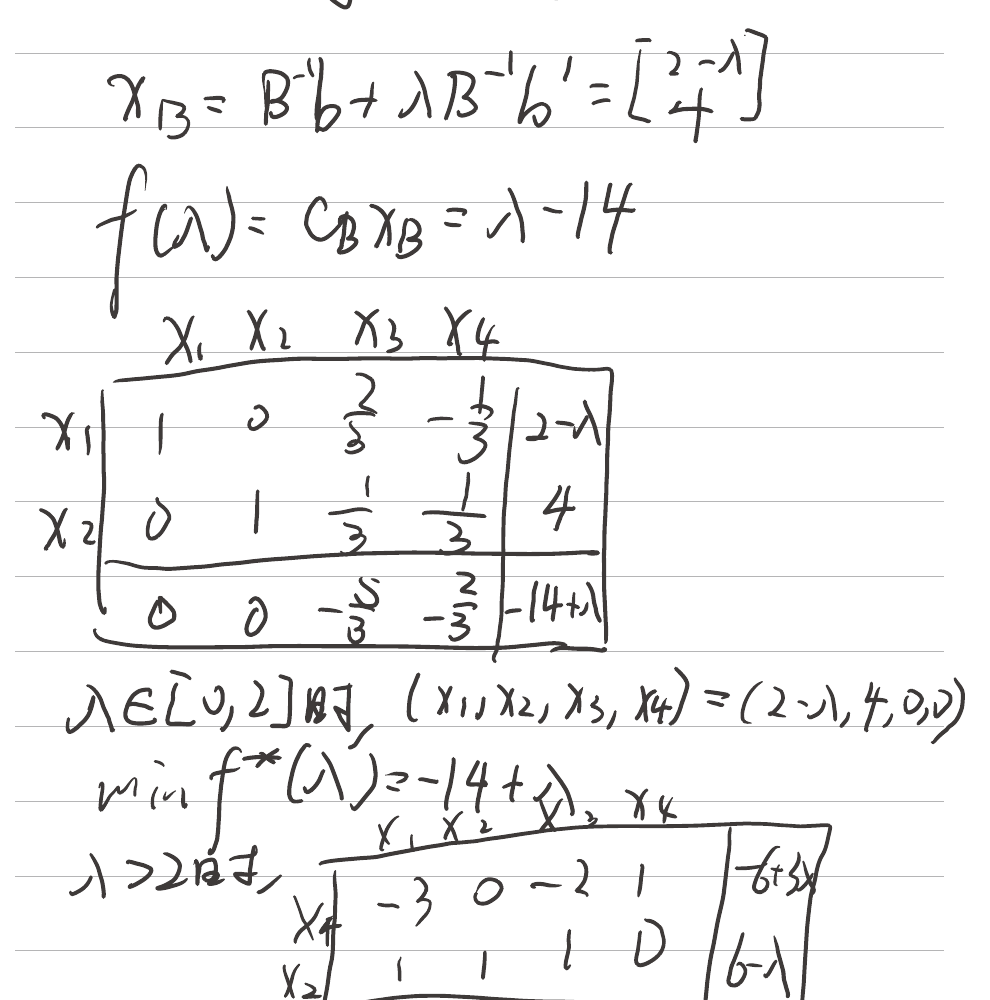 x_B = B⁻¹b + λB⁻¹b' = [2-λ
4]
f(λ) = C_B x_B = λ-14
x₁ x₂ x₃ x₄
x₁ 1 0 2/3 -1/3 2-λ
x₂ 0 1 1/3 1/3 4
0 0 -5/3 -2/3 -14+λ
λ∈[0,2]时, (x₁,x₂,x₃,x₄)=(2-λ,4,0,0)
min f*(λ)=-14+λ
x₁ x₂ x₃ x₄
λ>2时,
x₄ -3 0 -2 1 -6+3λ
x₂ 1 1 1 0 6-λ